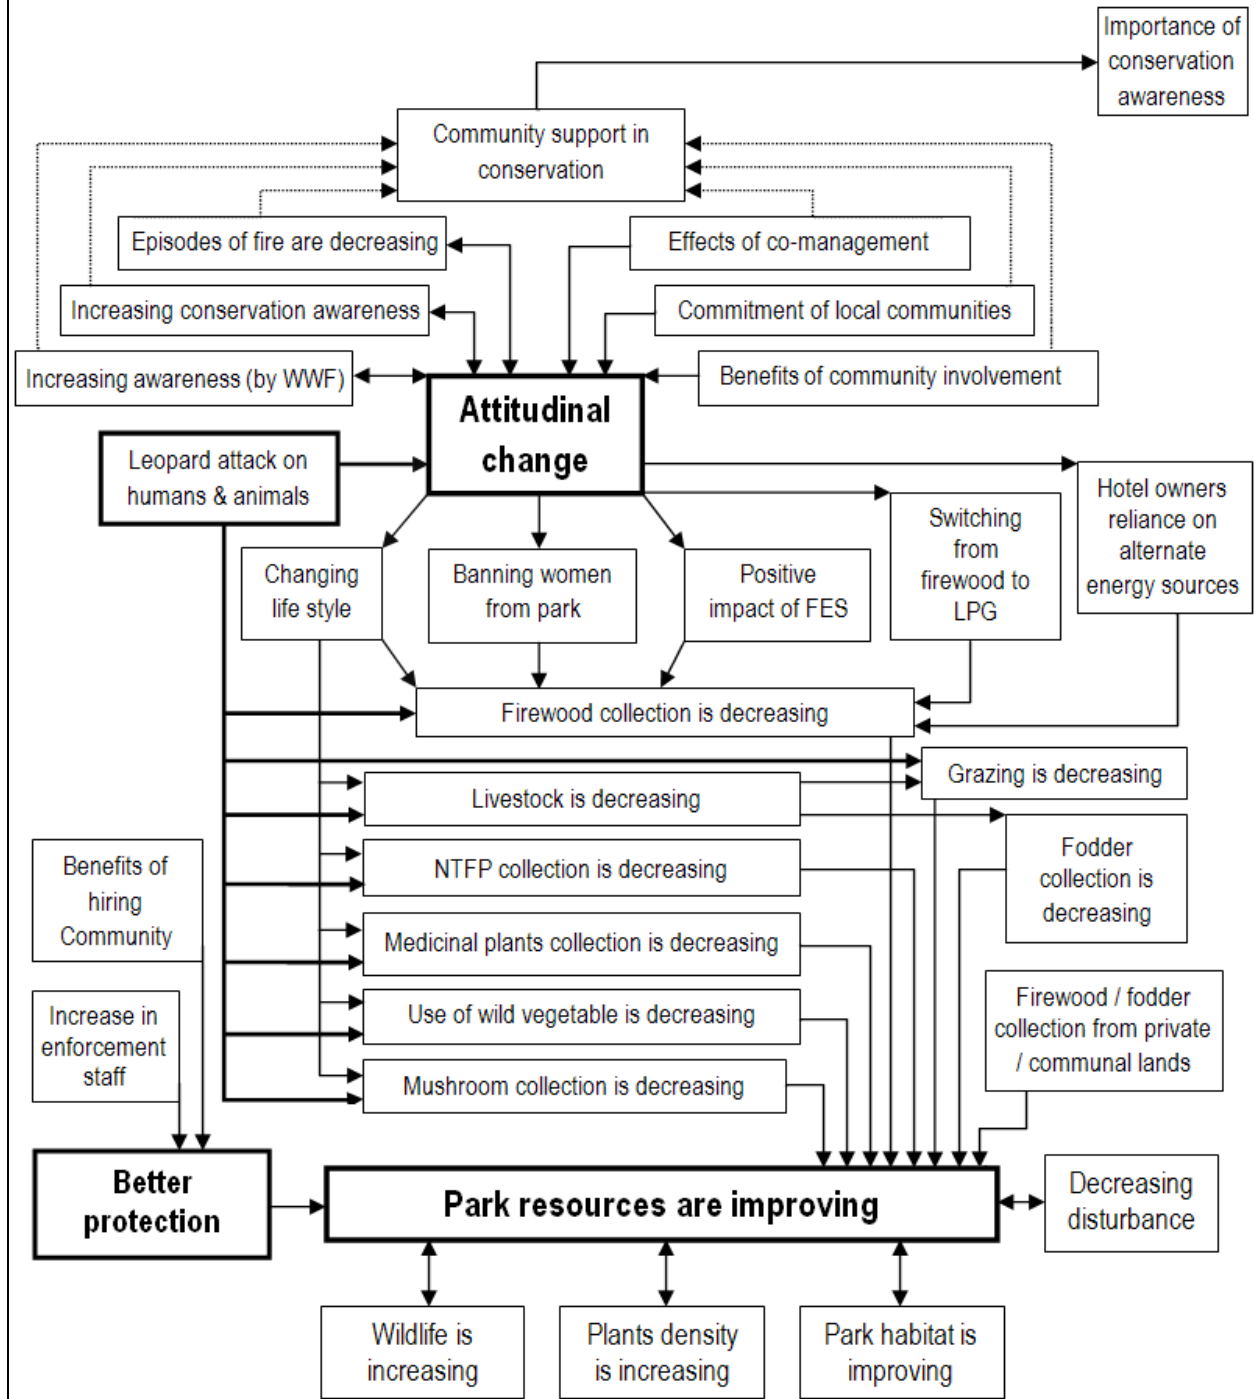 Importance of
conservation
awareness
Community support in
conservation
Episodes of fire are decreasing
Effects of co-management
Increasing conservation awareness
Commitment of local communities
Increasing awareness (by WWF)
Benefits of community involvement
Attitudinal
change
Leopard attack on
humans & animals
Hotel owners
reliance on
alternate
energy sources
Switching
from
firewood to
LPG
Changing
life style
Banning women
from park
Positive
impact of FES
Firewood collection is decreasing
Grazing is decreasing
Livestock is decreasing
Fodder
collection is
decreasing
Benefits of
hiring
Community
NTFP collection is decreasing
Medicinal plants collection is decreasing
Firewood / fodder
collection from private
/ communal lands
Increase in
enforcement
staff
Use of wild vegetable is decreasing
Mushroom collection is decreasing
Better
protection
Park resources are improving
Decreasing
disturbance
Wildlife is
increasing
Plants density
is increasing
Park habitat is
improving